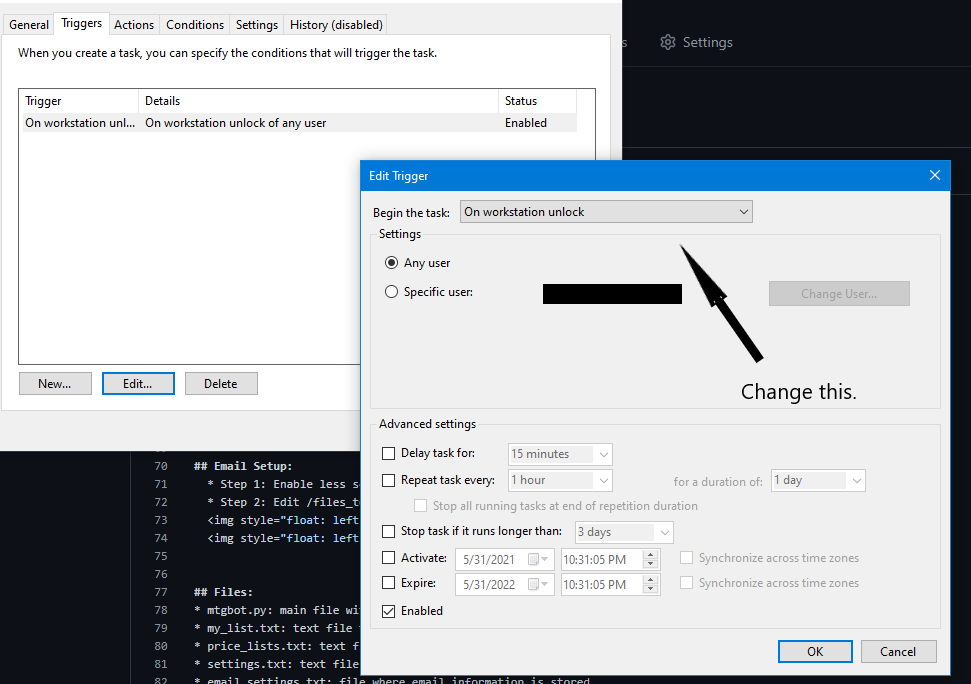 General Triggers Actions Conditions Settings History (disabled)
s Settings
When you create a task, you can specify the conditions that will trigger the task.
Trigger Details Status
On workstation unl... On workstation unlock of any user Enabled
Edit Trigger
Begin the task: On workstation unlock
Settings
Any user
Specific user: Change User...
Change this.
New... Edit... Delete
Advanced settings
Delay task for: 15 minutes
Repeat task every: 1 hour for a duration of: 1 day
Stop all running tasks at end of repetition duration
Stop task if it runs longer than: 3 days
Activate: 5/31/2021 10:31:05 PM Synchronize across time zones
Expire: 5/31/2022 10:31:05 PM Synchronize across time zones
Enabled
OK Cancel
70 ## Email Setup:
71 * Step 1: Enable less s
72 * Step 2: Edit /files_t
73 <img style="float: left
74 <img style="float: left
75
76
77 ## Files:
78 * mtgbot.py: main file wi
79 * my_list.txt: text file
80 * price_lists.txt: text f
81 * settings.txt: text file
82 * email_settings.txt: file where email information is stored